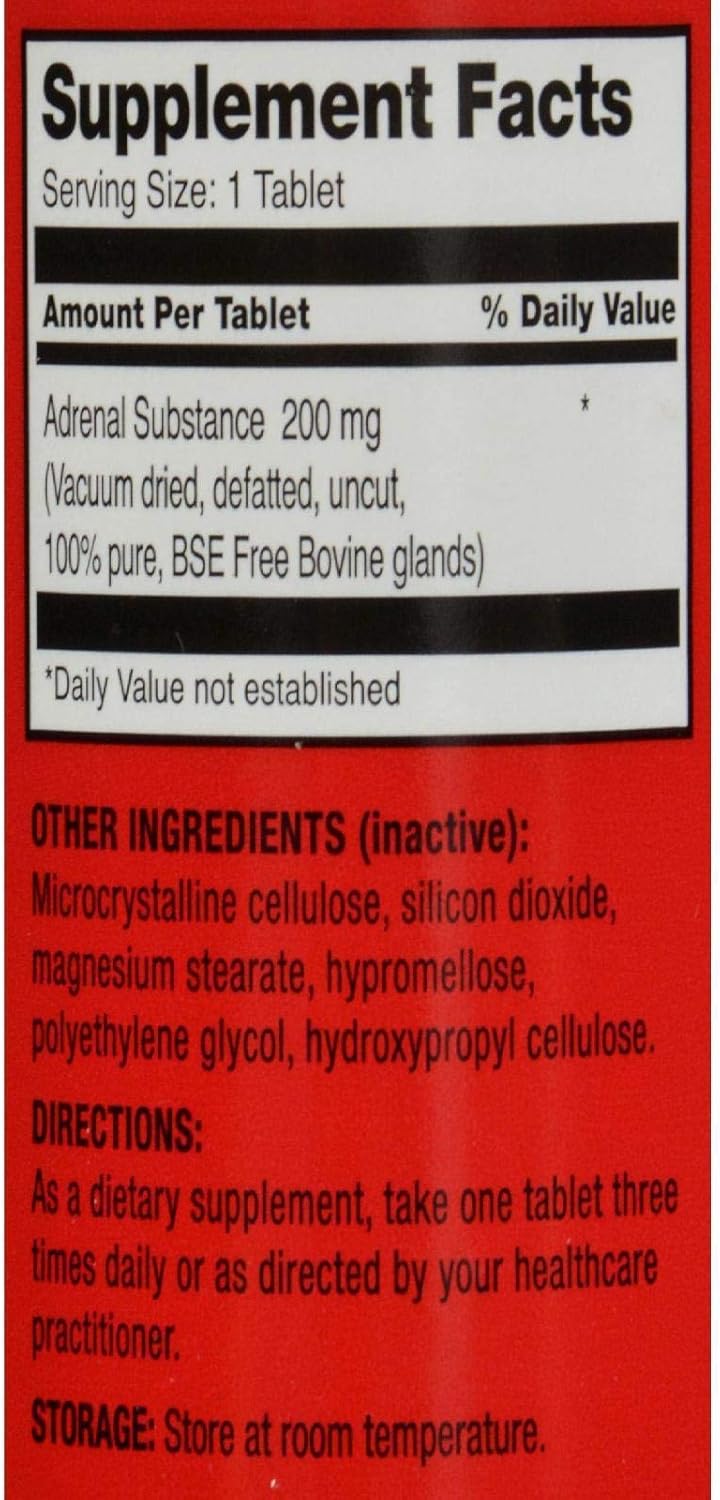 Supplement Facts
Serving Size: 1 Tablet
Amount Per Tablet % Daily Value
Adrenal Substance 200 mg *
(Vacuum dried, defatted, uncut,
100% pure, BSE Free Bovine glands)
*Daily Value not established
OTHER INGREDIENTS (inactive):
Microcrystalline cellulose, silicon dioxide,
magnesium stearate, hypromellose,
polyethylene glycol, hydroxypropyl cellulose.
DIRECTIONS:
As a dietary supplement, take one tablet three
times daily or as directed by your healthcare
practitioner.
STORAGE: Store at room temperature.